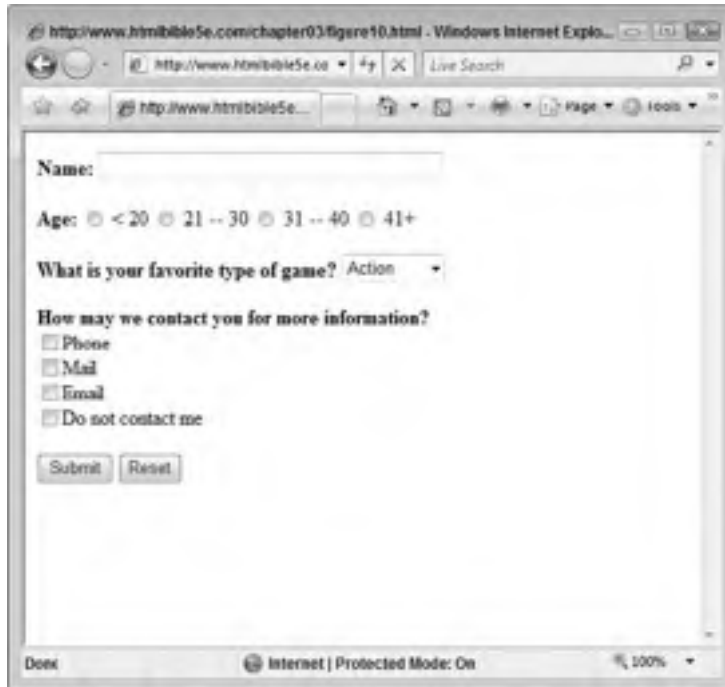 http://www.htmlbible5e.com/chapter03/figure10.html - Windows Internet Explo...
http://www.htmlbible5e.co Live Search
http://www.htmlbible5e... Page Tools
Name:
Age: < 20 21 -- 30 31 -- 40 41+
What is your favorite type of game? Action
How may we contact you for more information?
Phone
Mail
Email
Do not contact me
Submit Reset
Done Internet | Protected Mode: On 100%